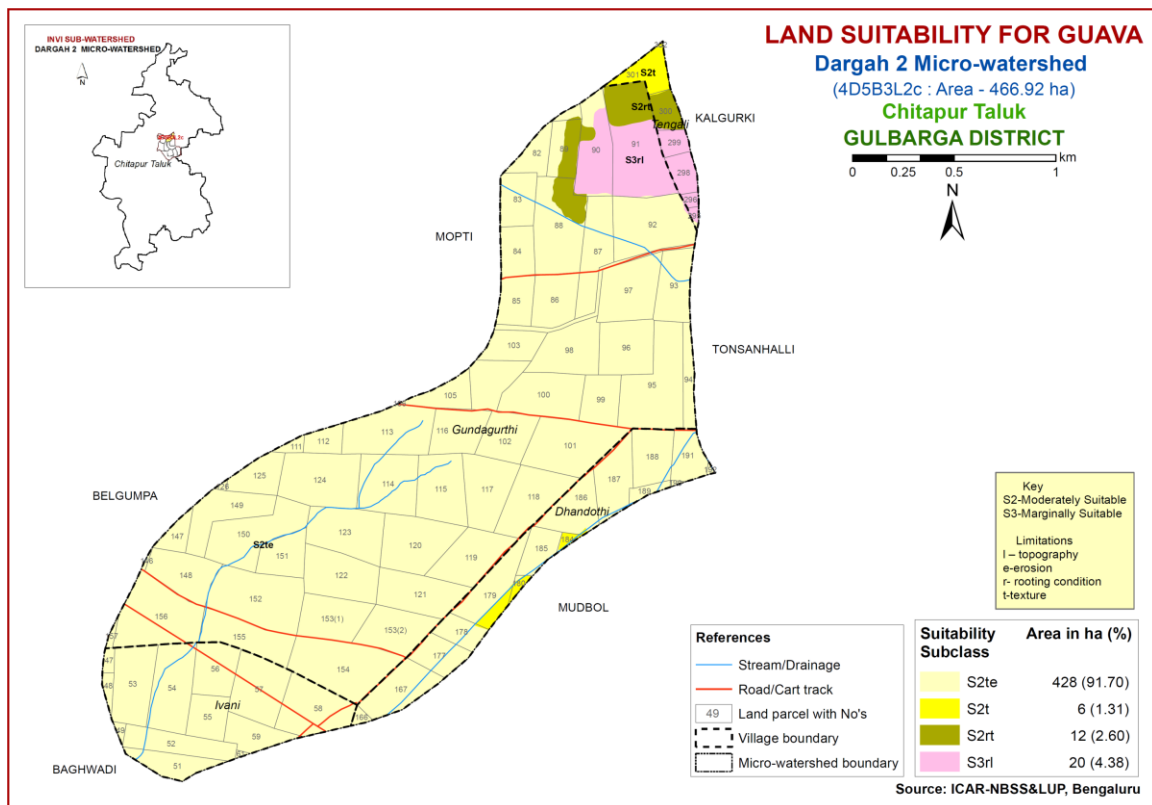 INVI SUB-WATERSHED
DARGAH 2 MICRO-WATERSHED
N
Chitapur Taluk
LAND SUITABILITY FOR GUAVA
Dargah 2 Micro-watershed
(4D5B3L2c : Area - 466.92 ha)
Chitapur Taluk
GULBARGA DISTRICT
km
0 0.25 0.5 1
N
KALGURKI
MOPTI
TONSANHALLI
BELGUMPA
MUDBOL
BAGHWADI
301 S2t
S2rt
300
Tengali
299
298
296
82
90
91
S3rl
83
88
92
84
87
85
86
97
93
103
98
96
105
100
99
95
94
111
112
113
116
Gundagurthi
102
101
188
191
125
124
114
115
117
118
186
187
189
149
Dhandothi
147
150
123
S2te
151
120
119
185
148
122
179
152
121
156
153(1)
153(2)
178
155
177
154
167
53
54
56
57
Ivani
55
58
166
59
52
51
Key
S2-Moderately Suitable
S3-Marginally Suitable
Limitations
l – topography
e-erosion
r- rooting condition
t-texture
References
Stream/Drainage
Road/Cart track
49 Land parcel with No's
Village boundary
Micro-watershed boundary
Suitability Subclass Area in ha (%)
S2te 428 (91.70)
S2t 6 (1.31)
S2rt 12 (2.60)
S3rl 20 (4.38)
Source: ICAR-NBSS&LUP, Bengaluru